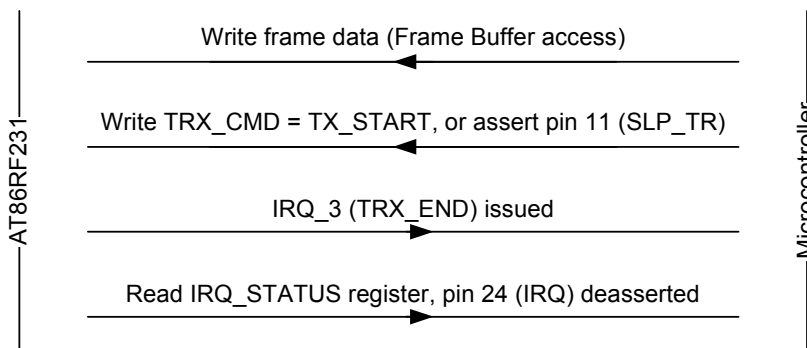 Write frame data (Frame Buffer access)
Write TRX_CMD = TX_START, or assert pin 11 (SLP_TR)
AT86RF231
Microcontroller
IRQ_3 (TRX_END) issued
Read IRQ_STATUS register, pin 24 (IRQ) deasserted